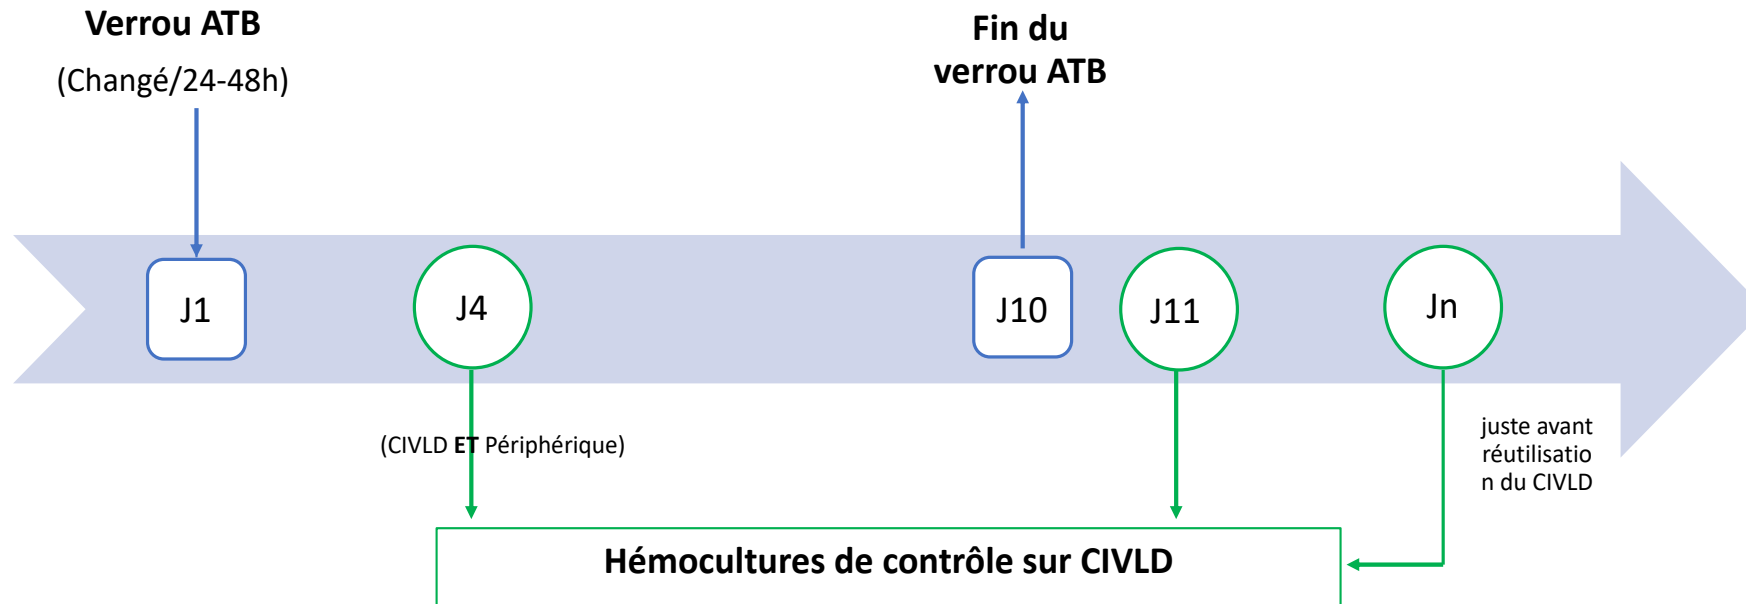 Verrou ATB
(Changé/24-48h)
Fin du
verrou ATB
J1
J4
J10
J11
Jn
(CIVLD ET Périphérique)
juste avant
réutilisatio
n du CIVLD
Hémocultures de contrôle sur CIVLD